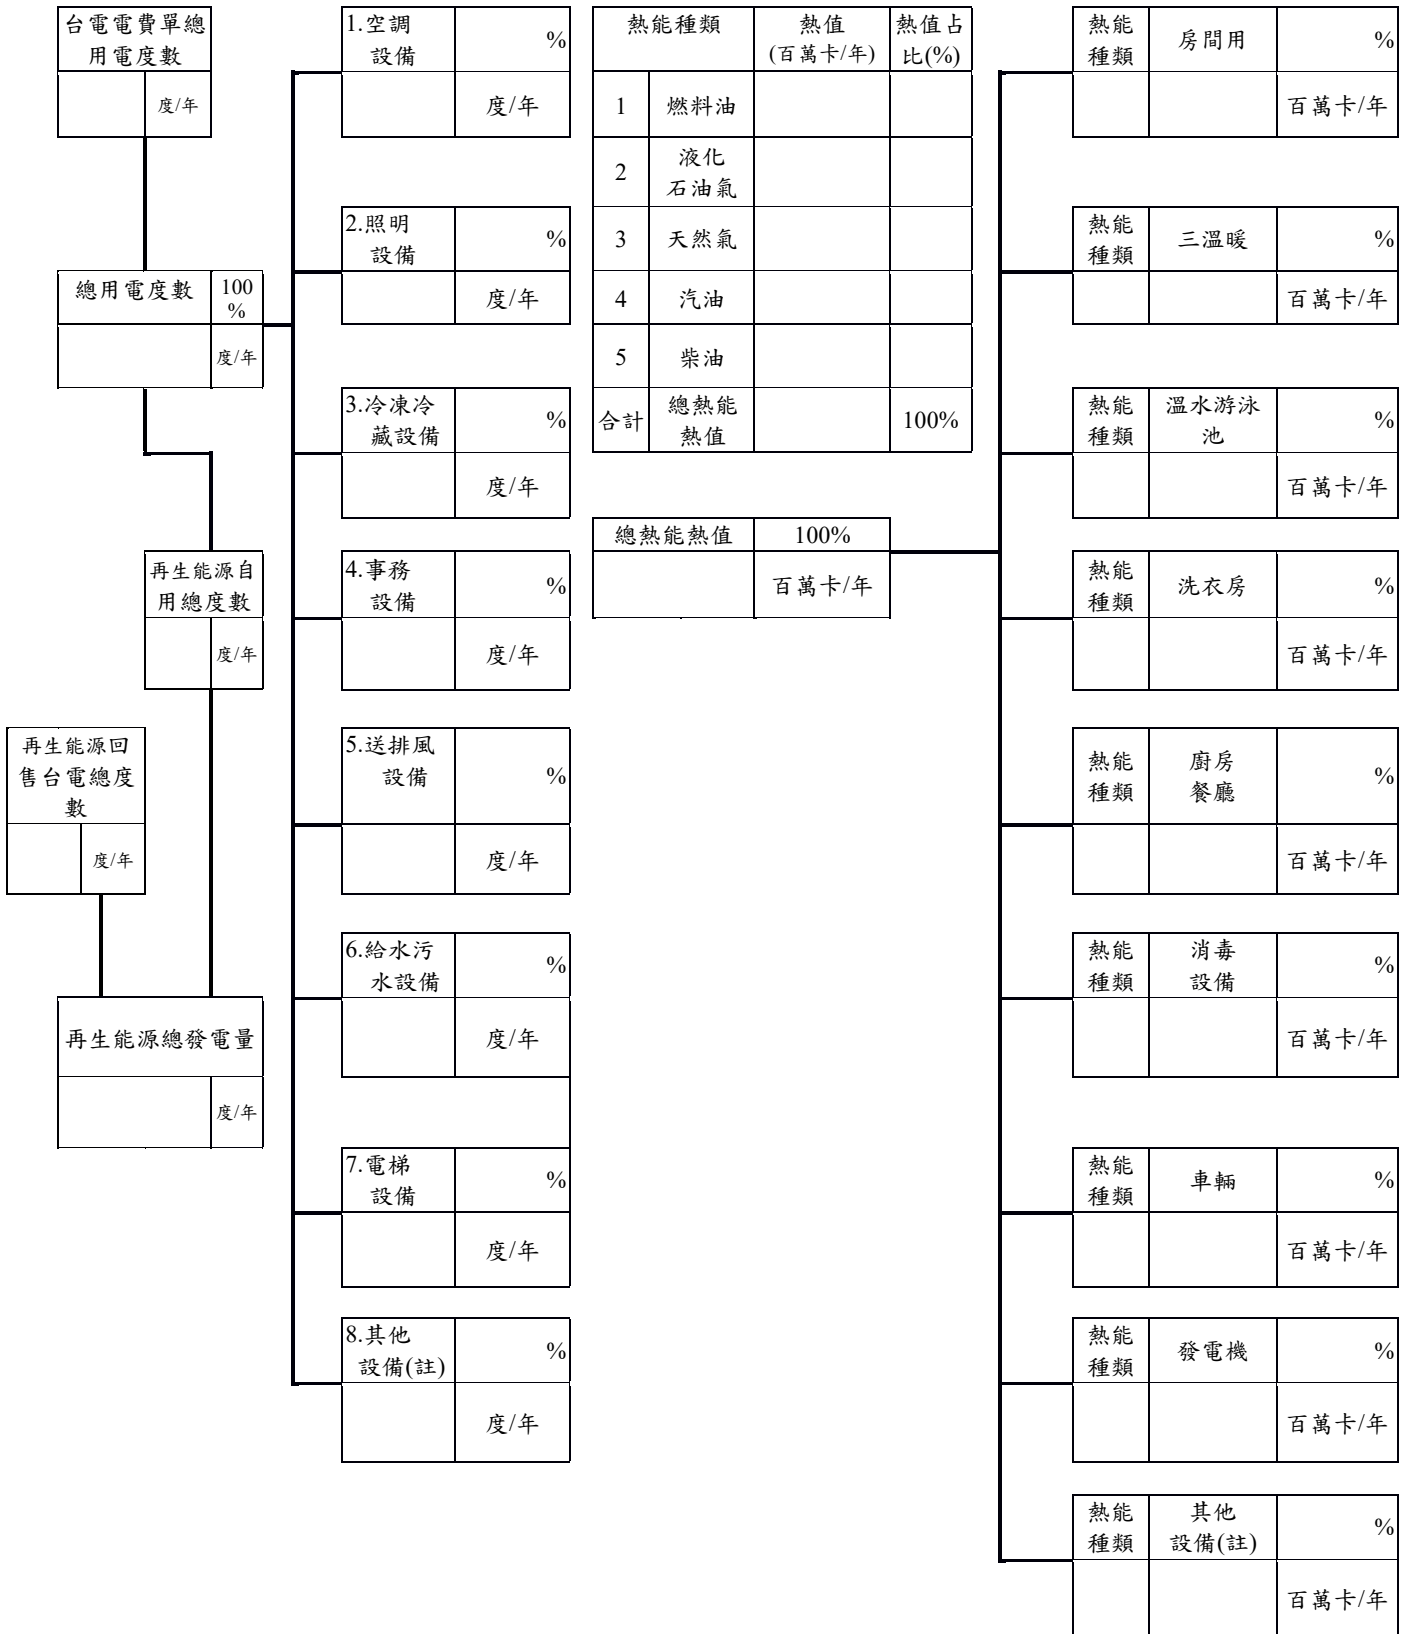 台電電費單總
用電度數
度/年
總用電度數
100
%
度/年
再生能源自
用總度數
度/年
再生能源回
售台電總度
數
度/年
再生能源總發電量
度/年
1.空調
設備
%
度/年
2.照明
設備
%
度/年
3.冷凍冷
藏設備
%
度/年
4.事務
設備
%
度/年
5.送排風
設備
%
度/年
6.給水污
水設備
%
度/年
7.電梯
設備
%
度/年
8.其他
設備(註)
%
度/年
熱能種類
熱值
(百萬卡/年)
熱值占
比(%)
1
燃料油
2
液化
石油氣
3
天然氣
4
汽油
5
柴油
合計
總熱能
熱值
100%
總熱能熱值
100%
百萬卡/年
熱能
種類
房間用
%
百萬卡/年
熱能
種類
三溫暖
%
百萬卡/年
熱能
種類
溫水游泳
池
%
百萬卡/年
熱能
種類
洗衣房
%
百萬卡/年
熱能
種類
廚房
餐廳
%
百萬卡/年
熱能
種類
消毒
設備
%
百萬卡/年
熱能
種類
車輛
%
百萬卡/年
熱能
種類
發電機
%
百萬卡/年
熱能
種類
其他
設備(註)
%
百萬卡/年